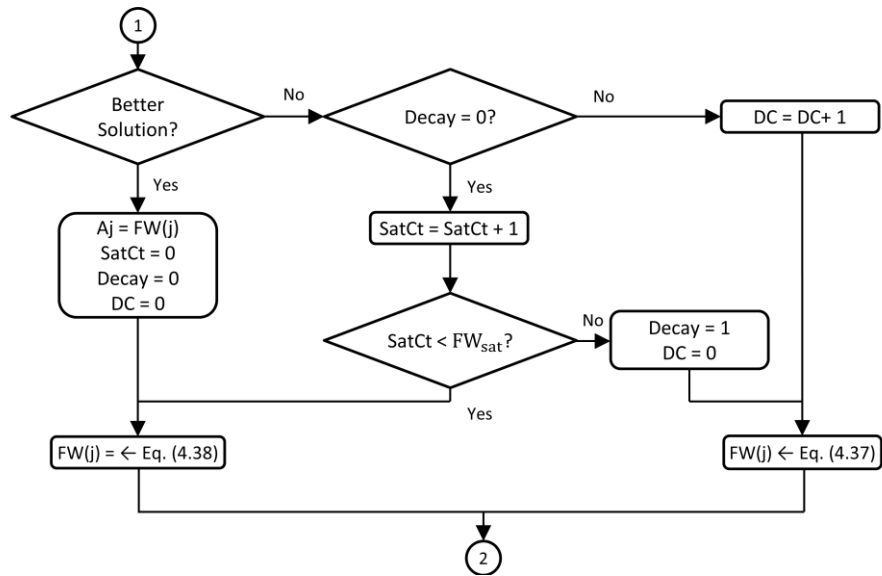 1
Better
Solution?
No
Decay = 0?
No
DC = DC+ 1
Yes
Yes
Aj = FW(j)
SatCt = 0
Decay = 0
DC = 0
SatCt = SatCt + 1
SatCt < FWsat?
No
Decay = 1
DC = 0
Yes
FW(j) = ← Eq. (4.38)
FW(j) ← Eq. (4.37)
2